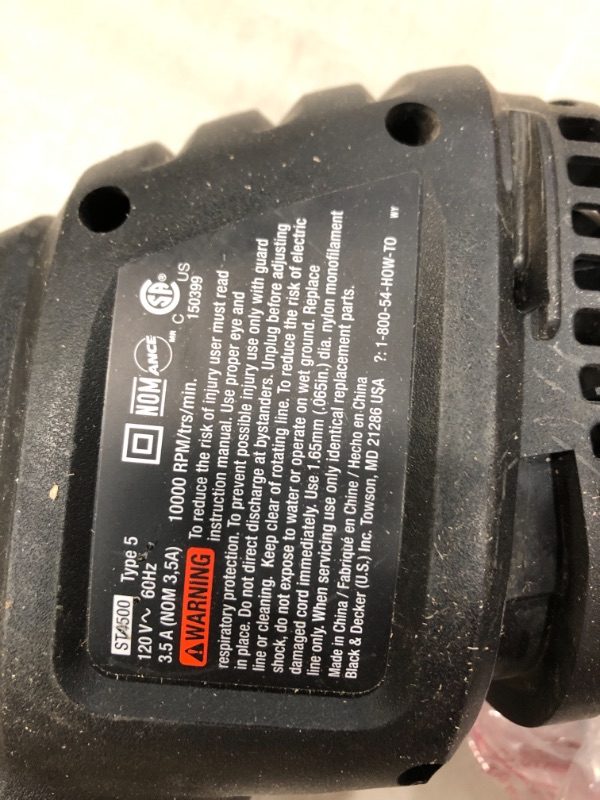 ST4500 Type 5
120 V~ 60Hz
3.5 A (NOM 3,5A) 10000 RPM/trs/min.
NOM ANCE MR
SA ®
C US
150399
WARNING To reduce the risk of injury user must read
instruction manual. Use proper eye and
respiratory protection. To prevent possible injury use only with guard
in place. Do not direct discharge at bystanders. Unplug before adjusting
line or cleaning. Keep clear of rotating line. To reduce the risk of electric
shock, do not expose to water or operate on wet ground. Replace
damaged cord immediately. Use 1.65mm (.065in.) dia. nylon monofilament
line only. When servicing use only identical replacement parts.
Made in China / Fabriqué en Chine / Hecho en China
Black & Decker (U.S.) Inc. Towson, MD 21286 USA ?: 1-800-54-HOW-TO
WY